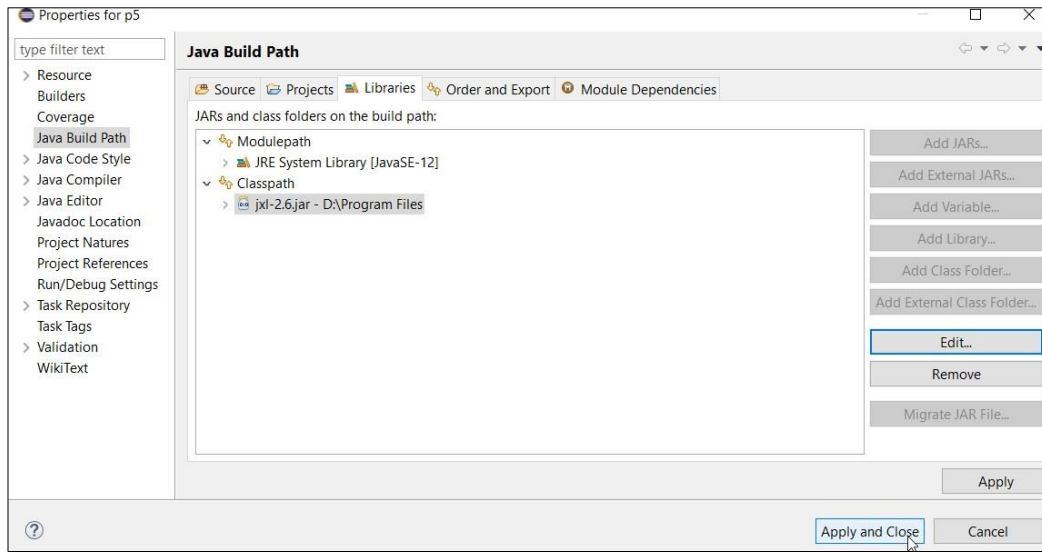 Properties for p5
type filter text
Resource
Builders
Coverage
Java Build Path
Java Code Style
Java Compiler
Java Editor
Javadoc Location
Project Natures
Project References
Run/Debug Settings
Task Repository
Task Tags
Validation
WikiText
Java Build Path
Source Projects Libraries Order and Export Module Dependencies
JARs and class folders on the build path:
Modulepath
JRE System Library [JavaSE-12]
Classpath
jxl-2.6.jar - D:\Program Files
Add JARs...
Add External JARs...
Add Variable...
Add Library...
Add Class Folder...
Add External Class Folder...
Edit...
Remove
Migrate JAR File...
Apply
Apply and Close Cancel